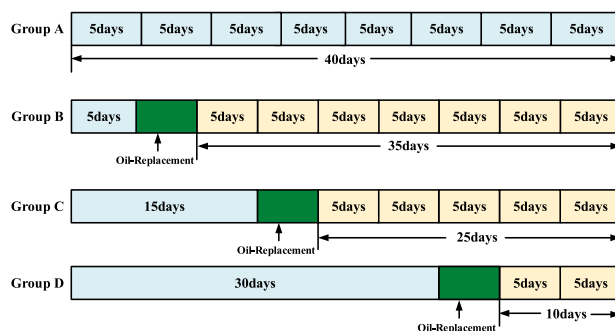 Group A 5days 5days 5days 5days 5days 5days 5days 5days
40days
Group B 5days 5days 5days 5days 5days 5days 5days 5days
Oil-Replacement 35days
Group C 15days 5days 5days 5days 5days 5days
Oil-Replacement 25days
Group D 30days 5days 5days
Oil-Replacement 10days